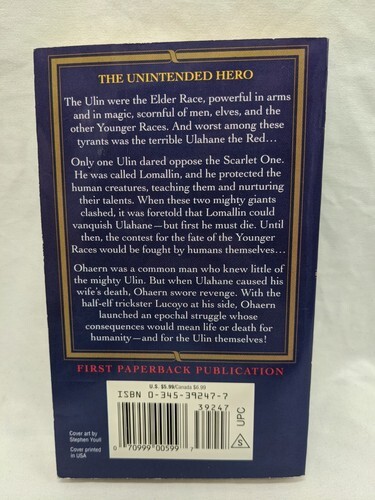 THE UNINTENDED HERO
The Ulin were the Elder Race, powerful in arms
and in magic, scornful of men, elves, and the
other Younger Races. And worst among these
tyrants was the terrible Ulahane the Red...
Only one Ulin dared oppose the Scarlet One.
He was called Lomallin, and he protected the
human creatures, teaching them and nurturing
their talents. When these two mighty giants
clashed, it was foretold that Lomallin could
vanquish Ulahane—but first he must die. Until
then, the contest for the fate of the Younger
Races would be fought by humans themselves...
Ohaern was a common man who knew little of
the mighty Ulin. But when Ulahane caused his
wife's death, Ohaern swore revenge. With the
half-elf trickster Lucoyo at his side, Ohaern
launched an epochal struggle whose
consequences would mean life or death for
humanity—and for the Ulin themselves!
FIRST PAPERBACK PUBLICATION
U.S. $5.99/Canada $6.99
ISBN 0-345-39247-7
39247
0 70999 00599 7
UPC
Cover art by
Stephen Youll
Cover printed
in USA